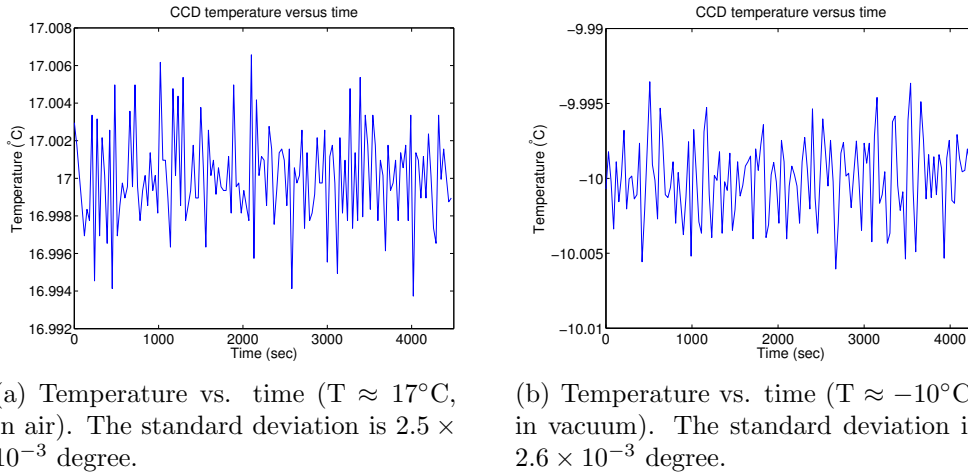 CCD temperature versus time
17.008
17.006
17.004
17.002
17
16.998
16.996
16.994
16.992
Temperature (°C)
0 1000 2000 3000 4000
Time (sec)
CCD temperature versus time
−9.99
−9.995
−10
−10.005
−10.01
Temperature (°C)
0 1000 2000 3000 4000
Time (sec)
a) Temperature vs. time (T ≈ 17°C,
n air). The standard deviation is 2.5 ×
0⁻³ degree.
(b) Temperature vs. time (T ≈ −10°C
in vacuum). The standard deviation i
2.6 × 10⁻³ degree.